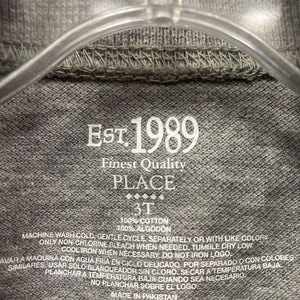 EST. 1989
Finest Quality
PLACE
3T
100% COTTON
100% ALGODON
MACHINE WASH COLD, GENTLE CYCLE, SEPARATELY OR WITH LIKE COLORS.
ONLY NON-CHLORINE BLEACH WHEN NEEDED. TUMBLE DRY LOW.
COOL IRON WHEN NECESSARY. DO NOT IRON LOGO.
LAVAR A MAQUINA CON AGUA FRIA EN CICLO DELICADO, POR SEPARADO O CON COLORES
SIMILARES. USAR SOLO BLANQUEADOR SIN CLORO. SECAR A TEMPERATURA BAJA.
PLANCHAR A TEMPERATURA BAJA CUANDO SEA NECESARIO.
NO PLANCHAR EL LOGO.
MADE IN PAKISTAN